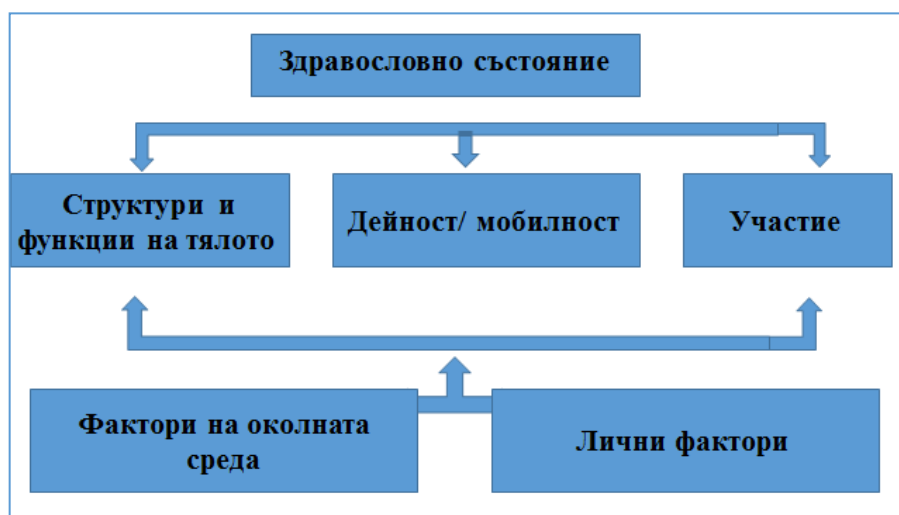 Здравословно състояние
Структури и
функции на тялото
Дейност/ мобилност
Участие
Фактори на околната
среда
Лични фактори